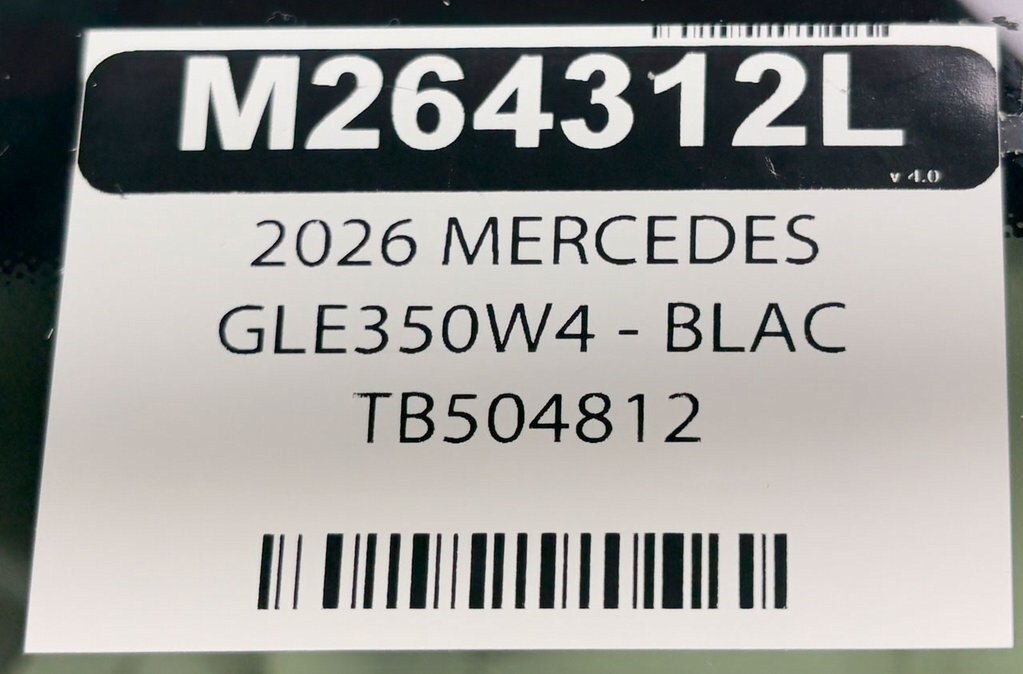 M264312L
v 4.0
2026 MERCEDES
GLE350W4 - BLAC
TB504812